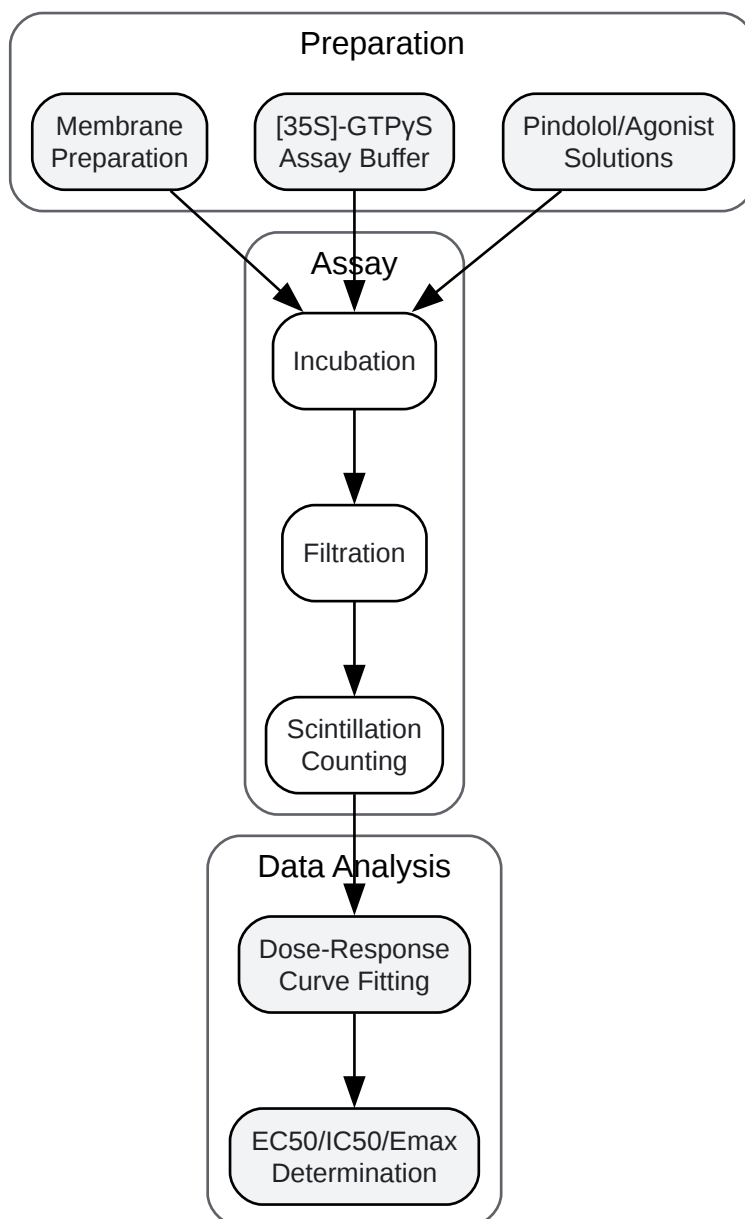 Preparation
Membrane
Preparation
[35S]-GTPγS
Assay Buffer
Pindolol/Agonist
Solutions
Assay
Incubation
Filtration
Scintillation
Counting
Data Analysis
Dose-Response
Curve Fitting
EC50/IC50/Emax
Determination